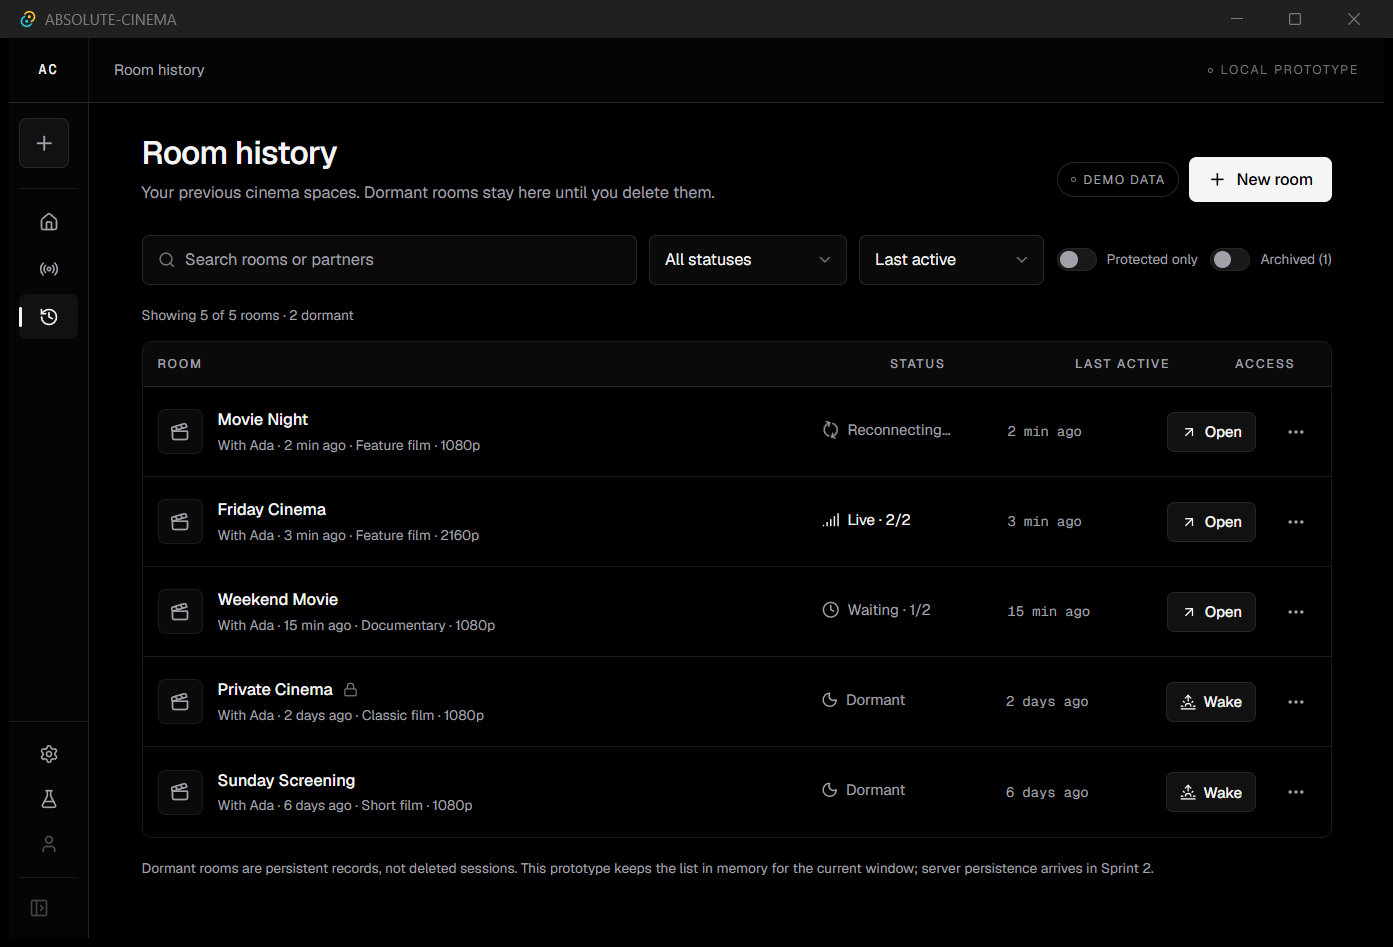 ABSOLUTE-CINEMA
AC
Room history
LOCAL PROTOTYPE
Room history
Your previous cinema spaces. Dormant rooms stay here until you delete them.
DEMO DATA
New room
Search rooms or partners
All statuses
Last active
Protected only
Archived (1)
Showing 5 of 5 rooms · 2 dormant
ROOM STATUS LAST ACTIVE ACCESS
Movie Night
With Ada · 2 min ago · Feature film · 1080p
Reconnecting...
2 min ago
Open
Friday Cinema
With Ada · 3 min ago · Feature film · 2160p
Live · 2/2
3 min ago
Open
Weekend Movie
With Ada · 15 min ago · Documentary · 1080p
Waiting · 1/2
15 min ago
Open
Private Cinema
With Ada · 2 days ago · Classic film · 1080p
Dormant
2 days ago
Wake
Sunday Screening
With Ada · 6 days ago · Short film · 1080p
Dormant
6 days ago
Wake
Dormant rooms are persistent records, not deleted sessions. This prototype keeps the list in memory for the current window; server persistence arrives in Sprint 2.